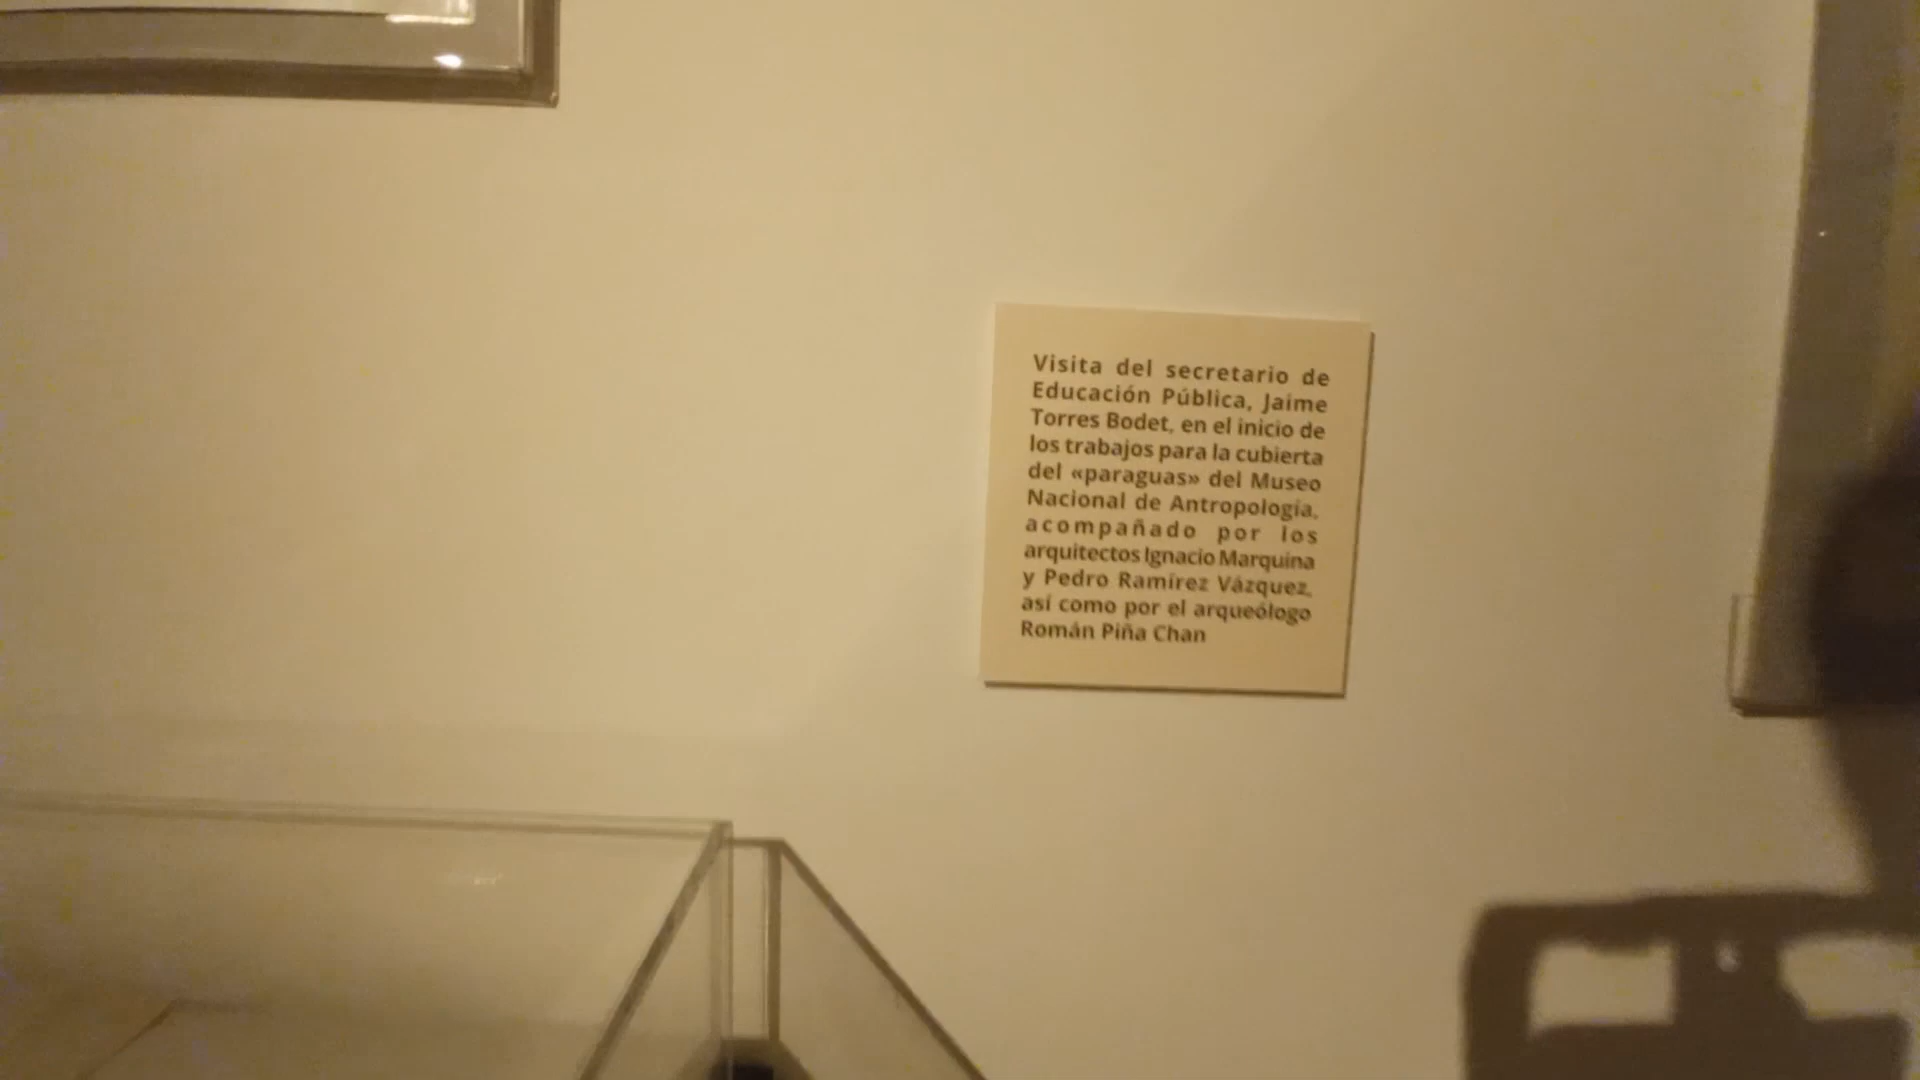 Visita del secretario de
Educación Pública, Jaime
Torres Bodet, en el inicio de
los trabajos para la cubierta
del «paraguas» del Museo
Nacional de Antropología,
acompañado por los
arquitectos Ignacio Marquina
y Pedro Ramírez Vázquez,
así como por el arqueólogo
Román Piña Chan